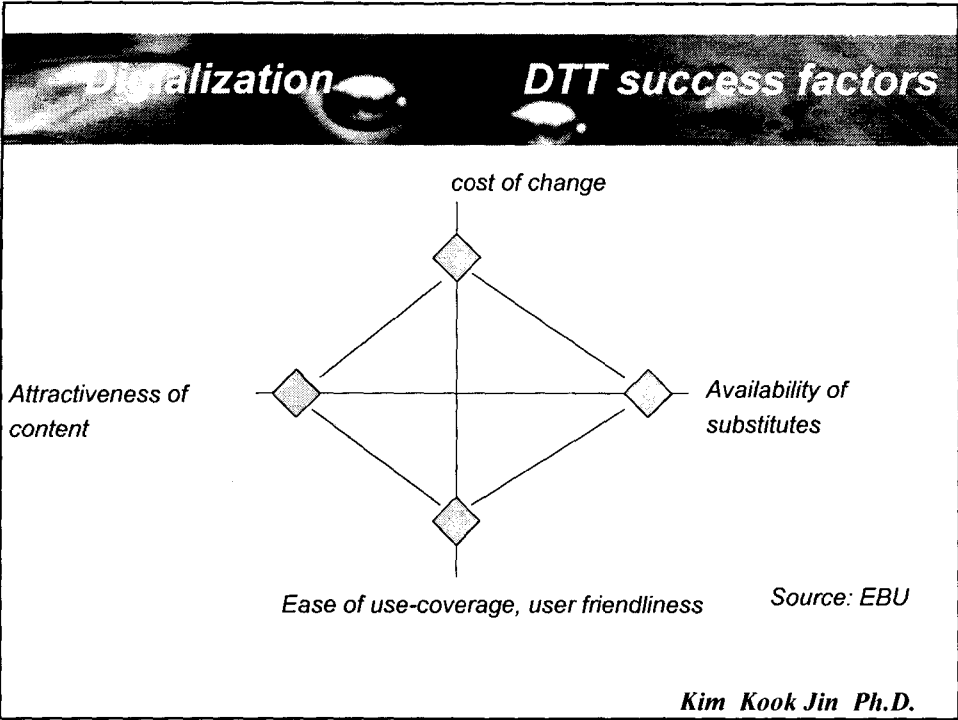 Digitalization DTT success factors
cost of change
Attractiveness of
content
Availability of
substitutes
Ease of use-coverage, user friendliness
Source: EBU
Kim Kook Jin Ph.D.